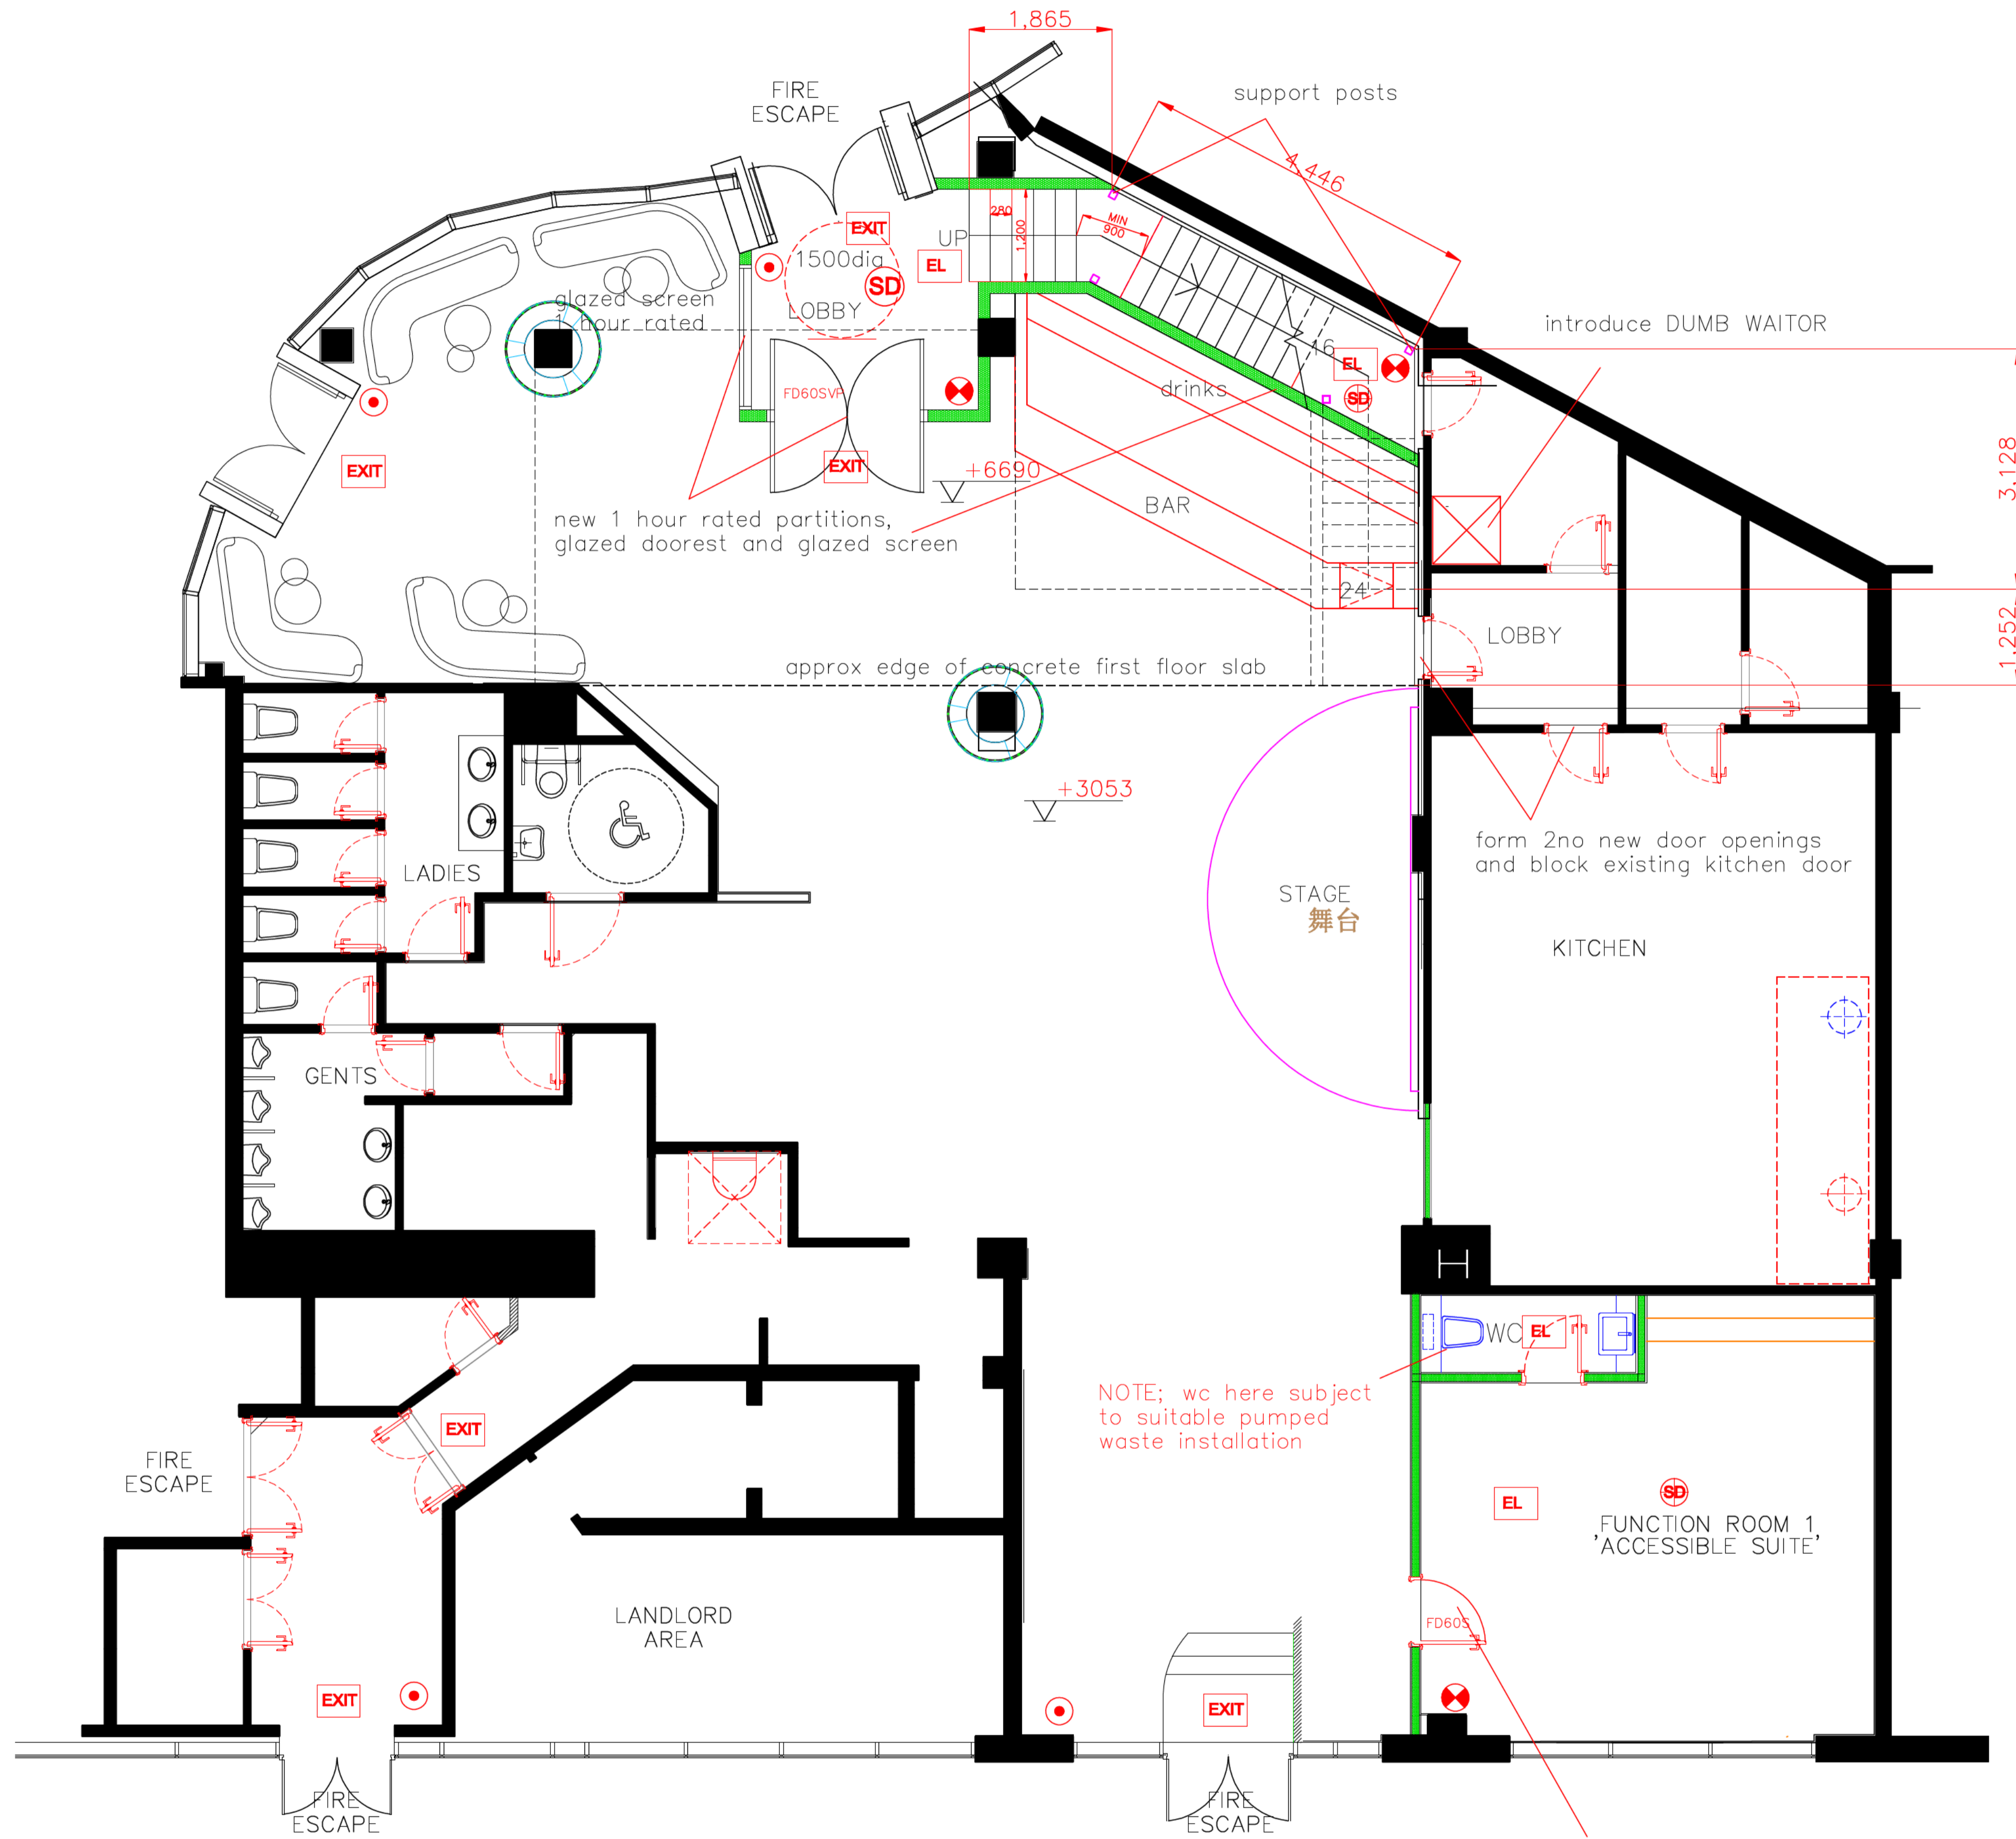 1,865
FIRE
ESCAPE
support posts
4,446
280
1,200
MIN
900
UP
EXIT
1500dia
EL
SD
LOBBY
glazed screen
1 hour rated
introduce DUMB WAITOR
16
EL
SD
drinks
FD60SVP
3,128
EXIT
EXIT
+6690
BAR
new 1 hour rated partitions,
glazed doorest and glazed screen
24
LOBBY
1,252
approx edge of concrete first floor slab
+3053
form 2no new door openings
and block existing kitchen door
LADIES
STAGE
舞台
KITCHEN
GENTS
WC
EL
NOTE; wc here subject
to suitable pumped
waste installation
EXIT
FIRE
ESCAPE
EL
SD
FUNCTION ROOM 1,
'ACCESSIBLE SUITE'
LANDLORD
AREA
FD60S
EXIT
EXIT
FIRE
ESCAPE
FIRE
ESCAPE